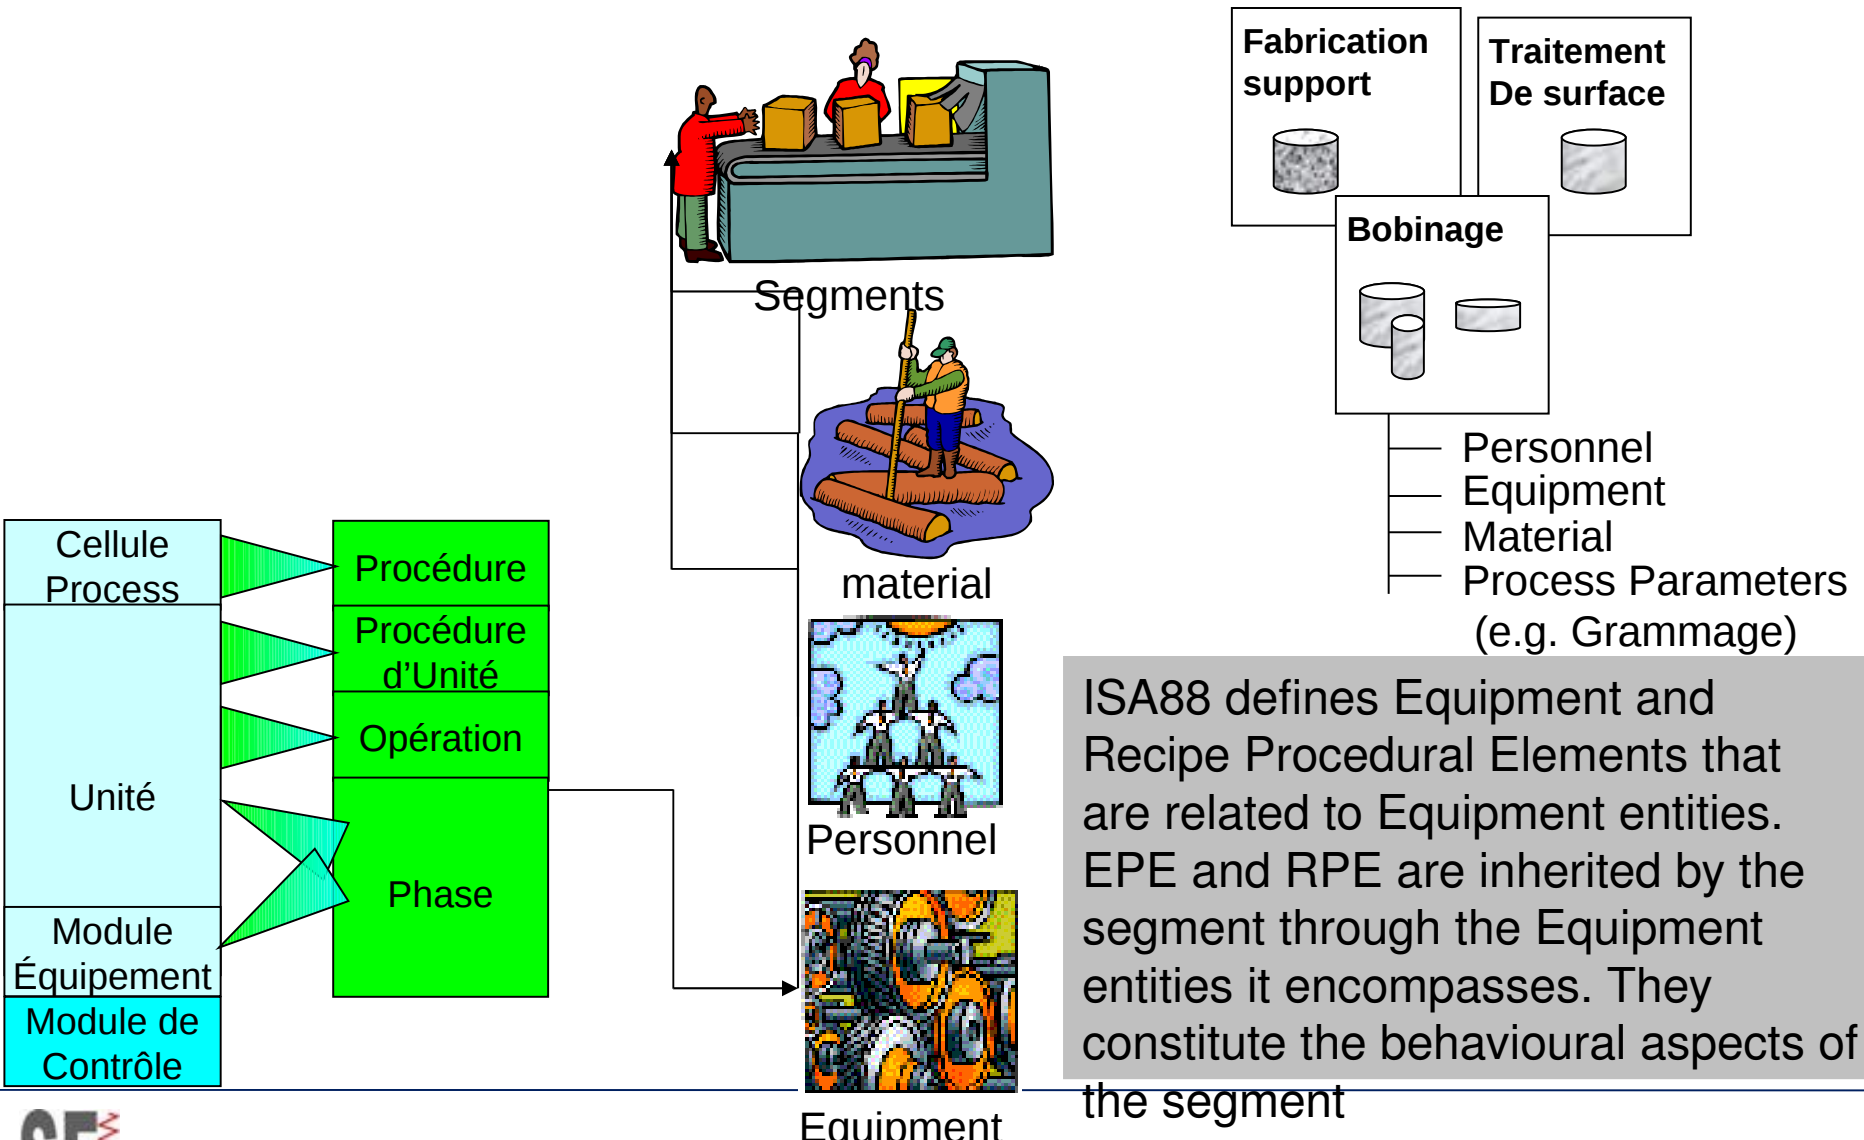 Fabrication
support
Traitement
De surface
Bobinage
Segments
material
Personnel
Equipment
Personnel
Equipment
Material
Process Parameters
(e.g. Grammage)
Cellule
Process
Unité
Module
Équipement
Module de
Contrôle
Procédure
Procédure
d’Unité
Opération
Phase
ISA88 defines Equipment and
Recipe Procedural Elements that
are related to Equipment entities.
EPE and RPE are inherited by the
segment through the Equipment
entities it encompasses. They
constitute the behavioural aspects of
the segment